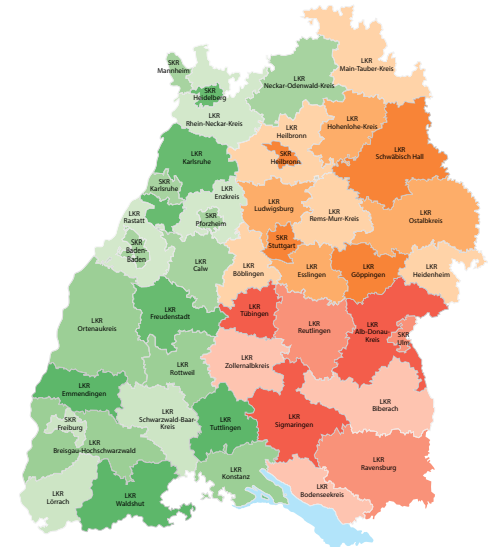 LKR
Main-Tauber-Kreis
SKR
Mannheim
LKR
Neckar-Odenwald-Kreis
SKR
Heidelberg
LKR
Rhein-Neckar-Kreis
LKR
Hohenlohe-Kreis
LKR
Heilbronn
SKR
Heilbronn
LKR
Schwäbisch Hall
LKR
Karlsruhe
SKR
Karlsruhe
LKR
Enzkreis
LKR
Ludwigsburg
LKR
Rems-Murr-Kreis
LKR
Ostalbkreis
LKR
Rastatt
SKR
Pforzheim
SKR
Stuttgart
SKR
Baden-
Baden
LKR
Calw
LKR
Böblingen
LKR
Esslingen
LKR
Göppingen
LKR
Heidenheim
LKR
Ortenaukreis
LKR
Freudenstadt
LKR
Tübingen
LKR
Reutlingen
LKR
Alb-Donau-
Kreis
SKR
Ulm
LKR
Rottweil
LKR
Zollernalbkreis
LKR
Emmendingen
LKR
Biberach
SKR
Freiburg
LKR
Schwarzwald-Baar-
Kreis
LKR
Tuttlingen
LKR
Sigmaringen
LKR
Breisgau-Hochschwarzwald
LKR
Konstanz
LKR
Ravensburg
LKR
Bodenseekreis
LKR
Lörrach
LKR
Waldshut